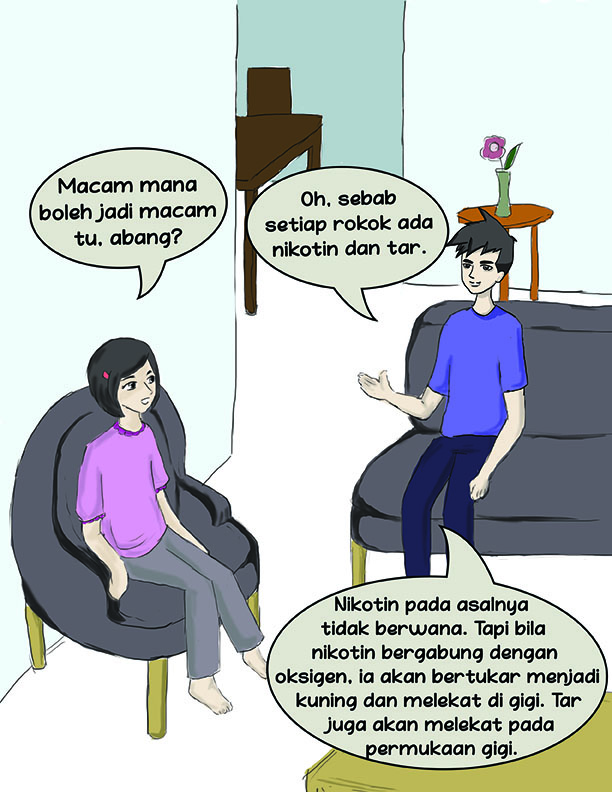 Macam mana
boleh jadi macam
tu, abang?
Oh, sebab
setiap rokok ada
nikotin dan tar.
Nikotin pada asalnya
tidak berwana. Tapi bila
nikotin bergabung dengan
oksigen, ia akan bertukar menjadi
kuning dan melekat di gigi. Tar
juga akan melekat pada
permukaan gigi.